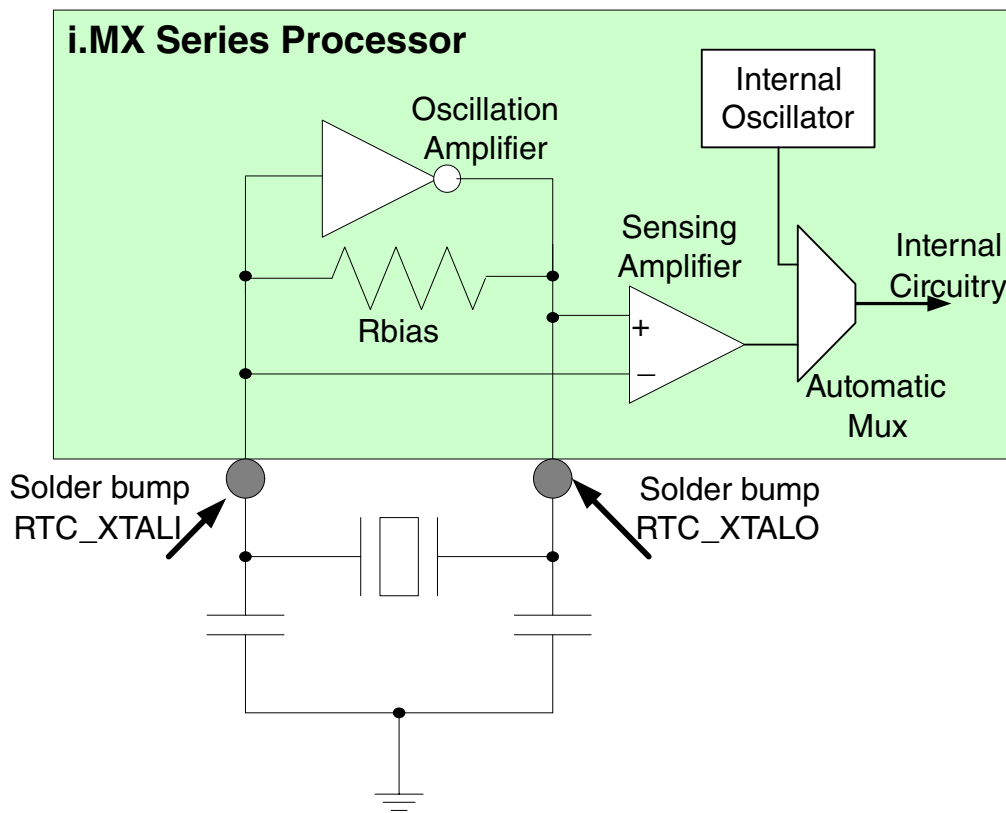 i.MX Series Processor
Internal
Oscillator
Oscillation
Amplifier
Sensing
Amplifier
Internal
Circuitry
Rbias
+
–
Automatic
Mux
Solder bump
RTC_XTALI
Solder bump
RTC_XTALO